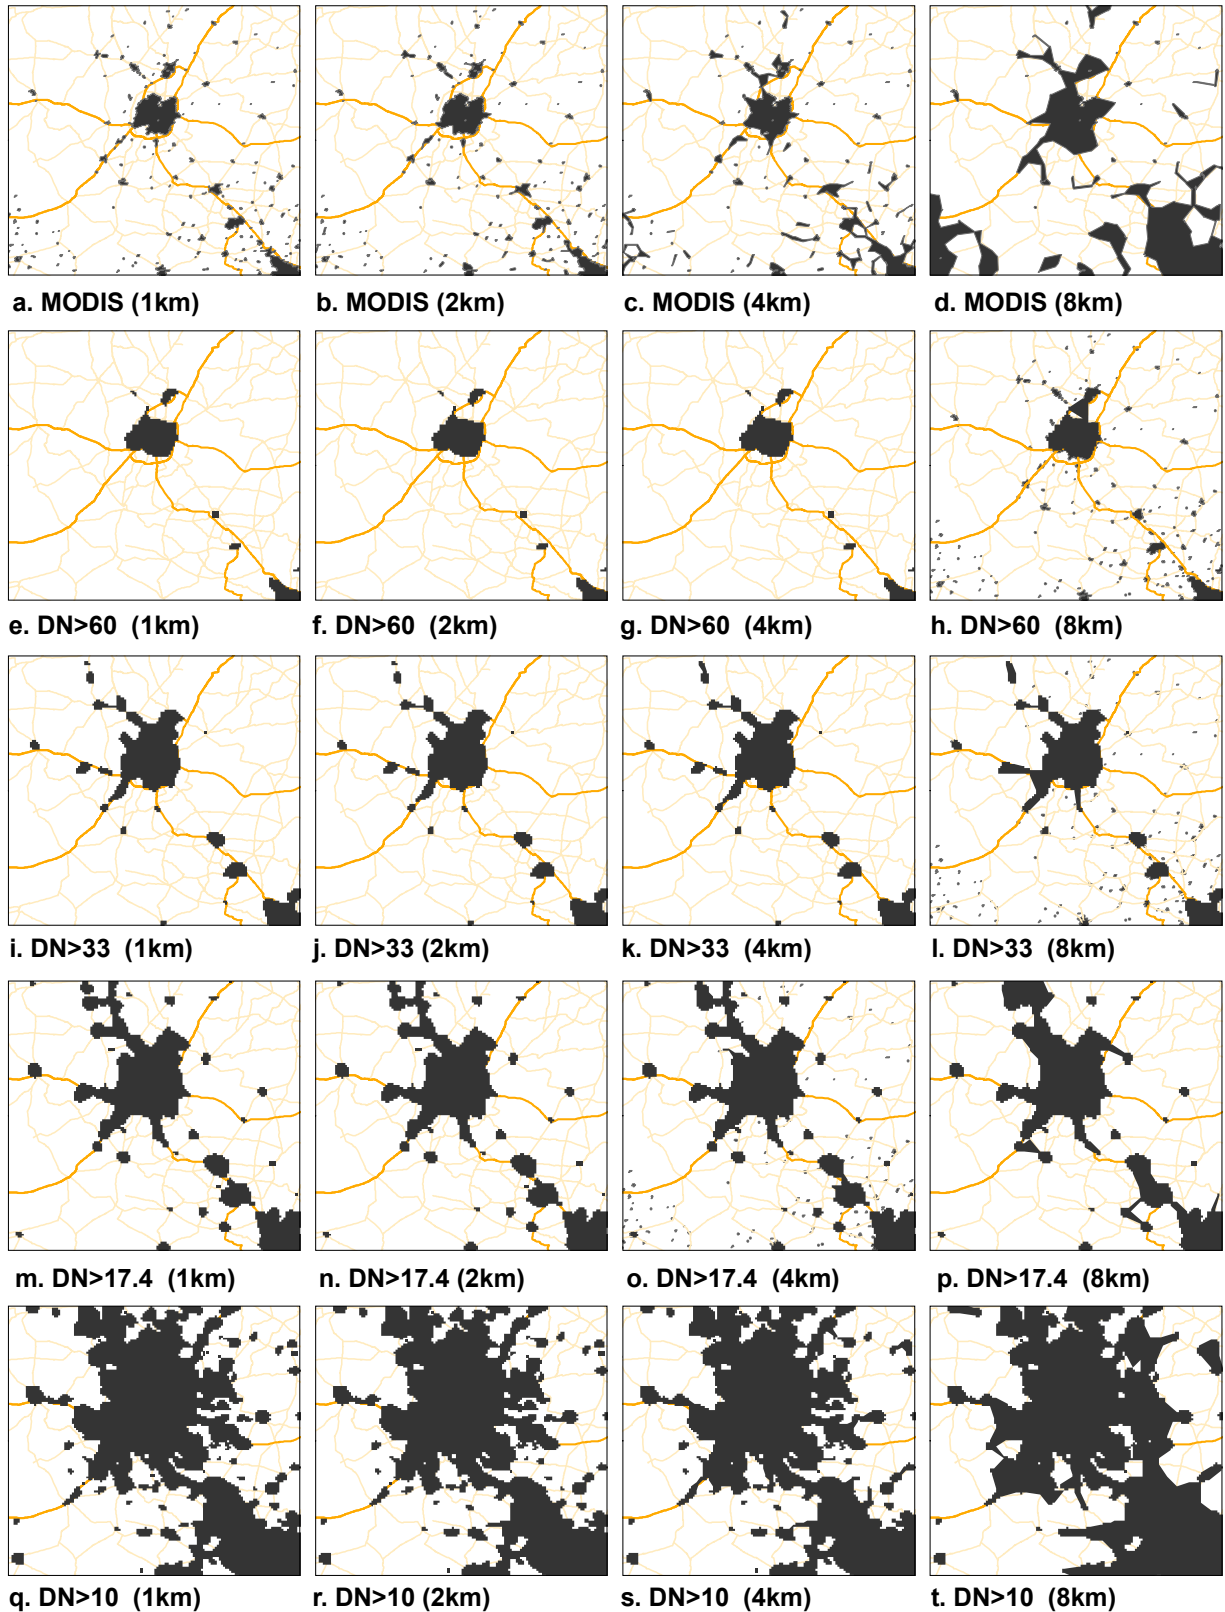 a. MODIS (1km) b. MODIS (2km) c. MODIS (4km) d. MODIS (8km)
e. DN>60 (1km) f. DN>60 (2km) g. DN>60 (4km) h. DN>60 (8km)
i. DN>33 (1km) j. DN>33 (2km) k. DN>33 (4km) l. DN>33 (8km)
m. DN>17.4 (1km) n. DN>17.4 (2km) o. DN>17.4 (4km) p. DN>17.4 (8km)
q. DN>10 (1km) r. DN>10 (2km) s. DN>10 (4km) t. DN>10 (8km)